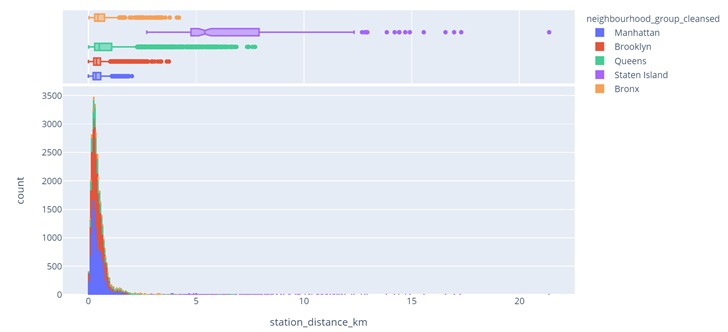 neighbourhood_group_cleansed
Manhattan
Brooklyn
Queens
Staten Island
Bronx
3500
3000
2500
2000
1500
1000
500
0
count
0 5 10 15 20
station_distance_km